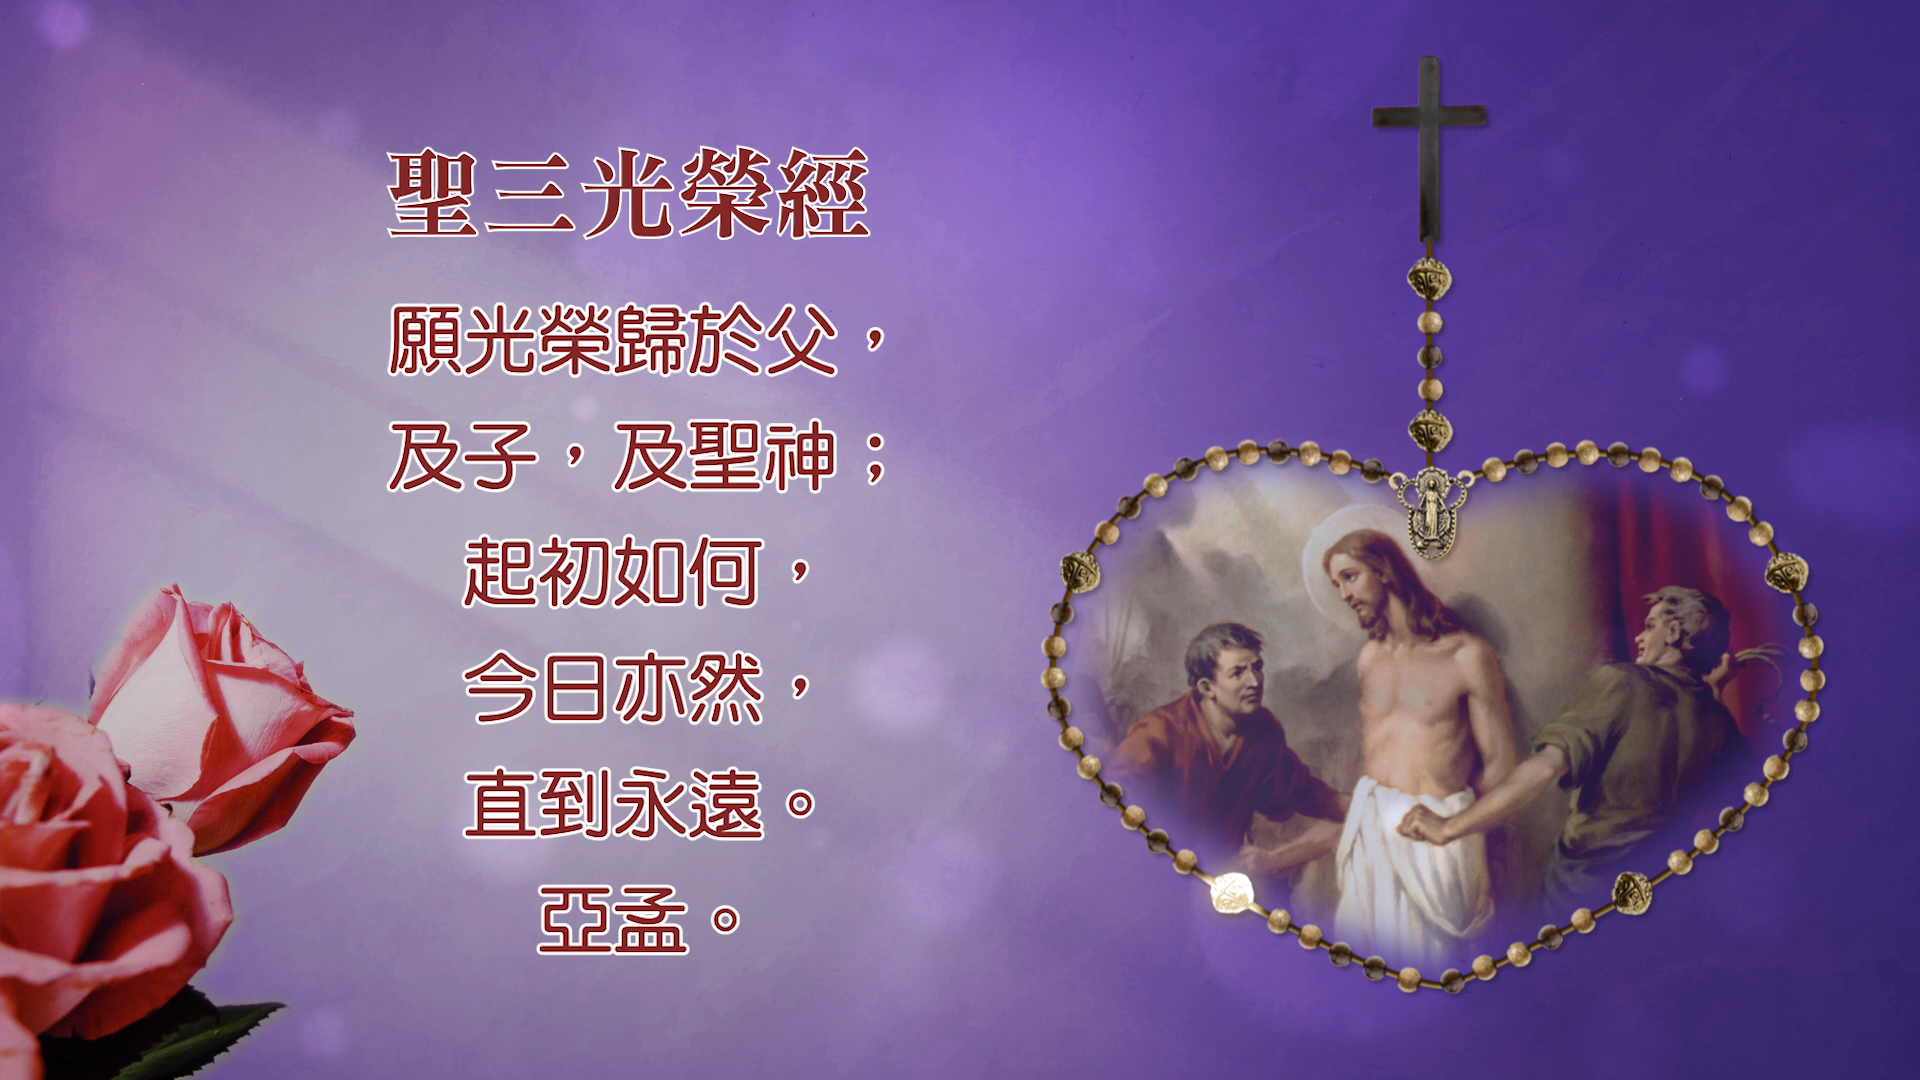 聖三光榮經
願光榮歸於父，
及子，及聖神；
起初如何，
今日亦然，
直到永遠。
亞孟。